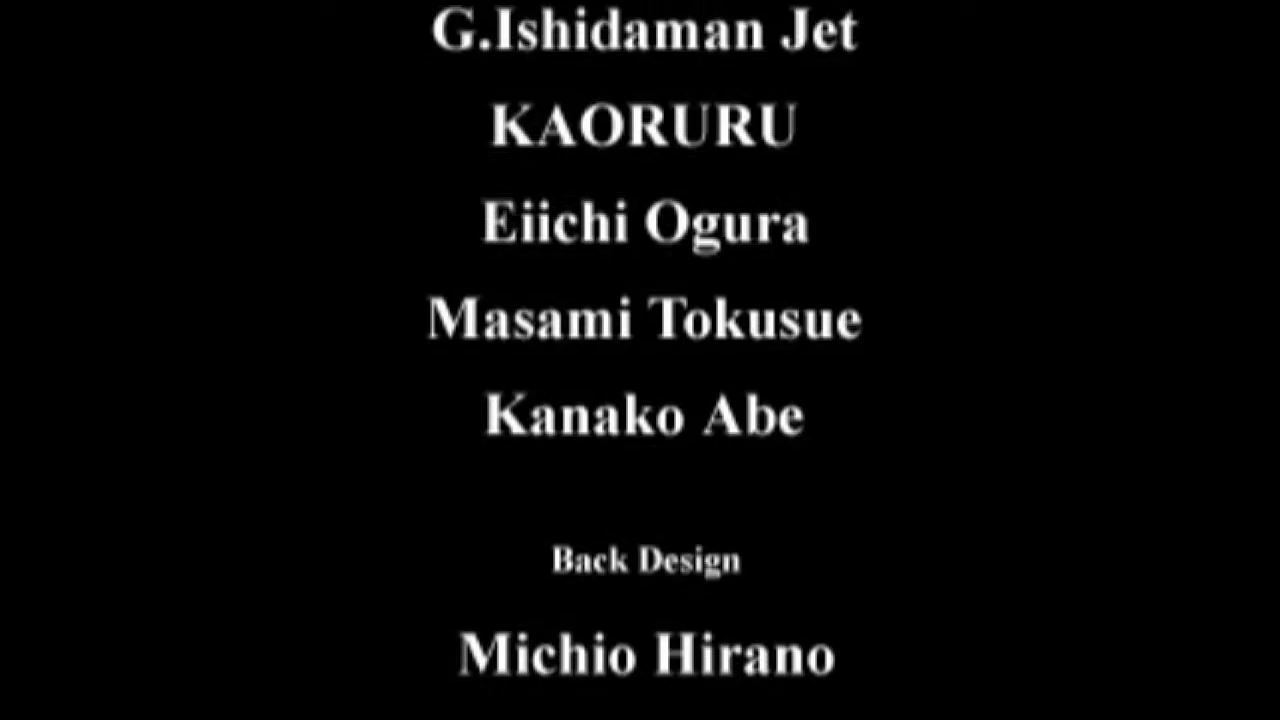 G.Ishidaman Jet
KAORURU
Eiichi Ogura
Masami Tokusue
Kanako Abe
Back Design
Michio Hirano